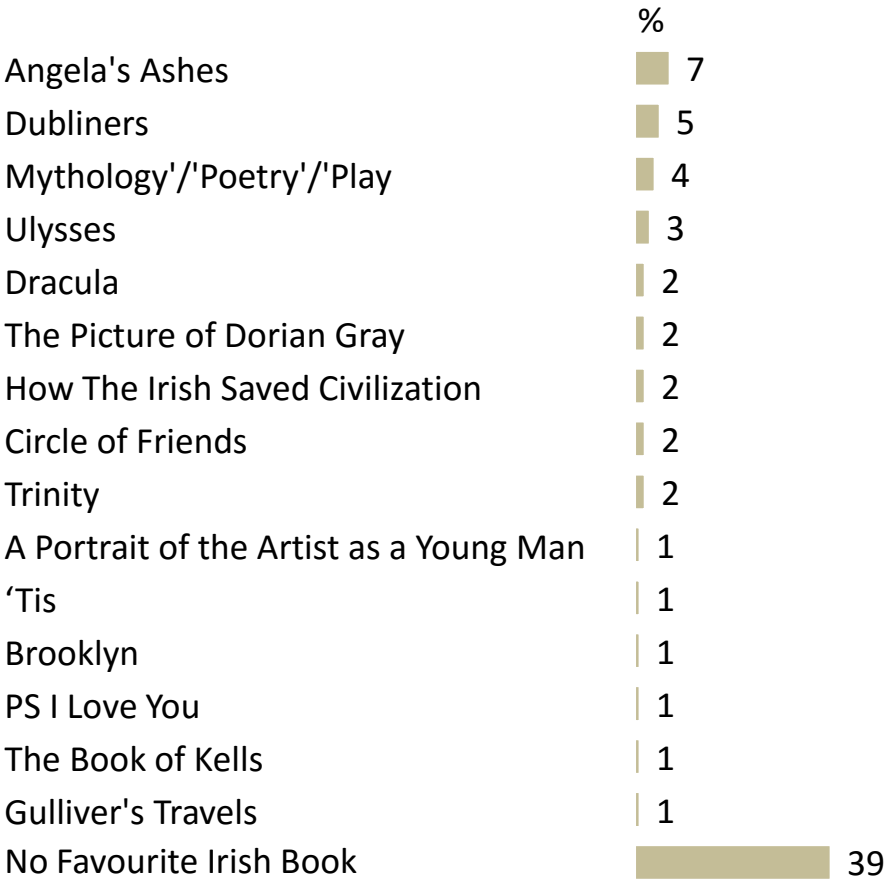 %
Angela's Ashes 7
Dubliners 5
Mythology'/'Poetry'/'Play 4
Ulysses 3
Dracula 2
The Picture of Dorian Gray 2
How The Irish Saved Civilization 2
Circle of Friends 2
Trinity 2
A Portrait of the Artist as a Young Man 1
‘Tis 1
Brooklyn 1
PS I Love You 1
The Book of Kells 1
Gulliver's Travels 1
No Favourite Irish Book 39